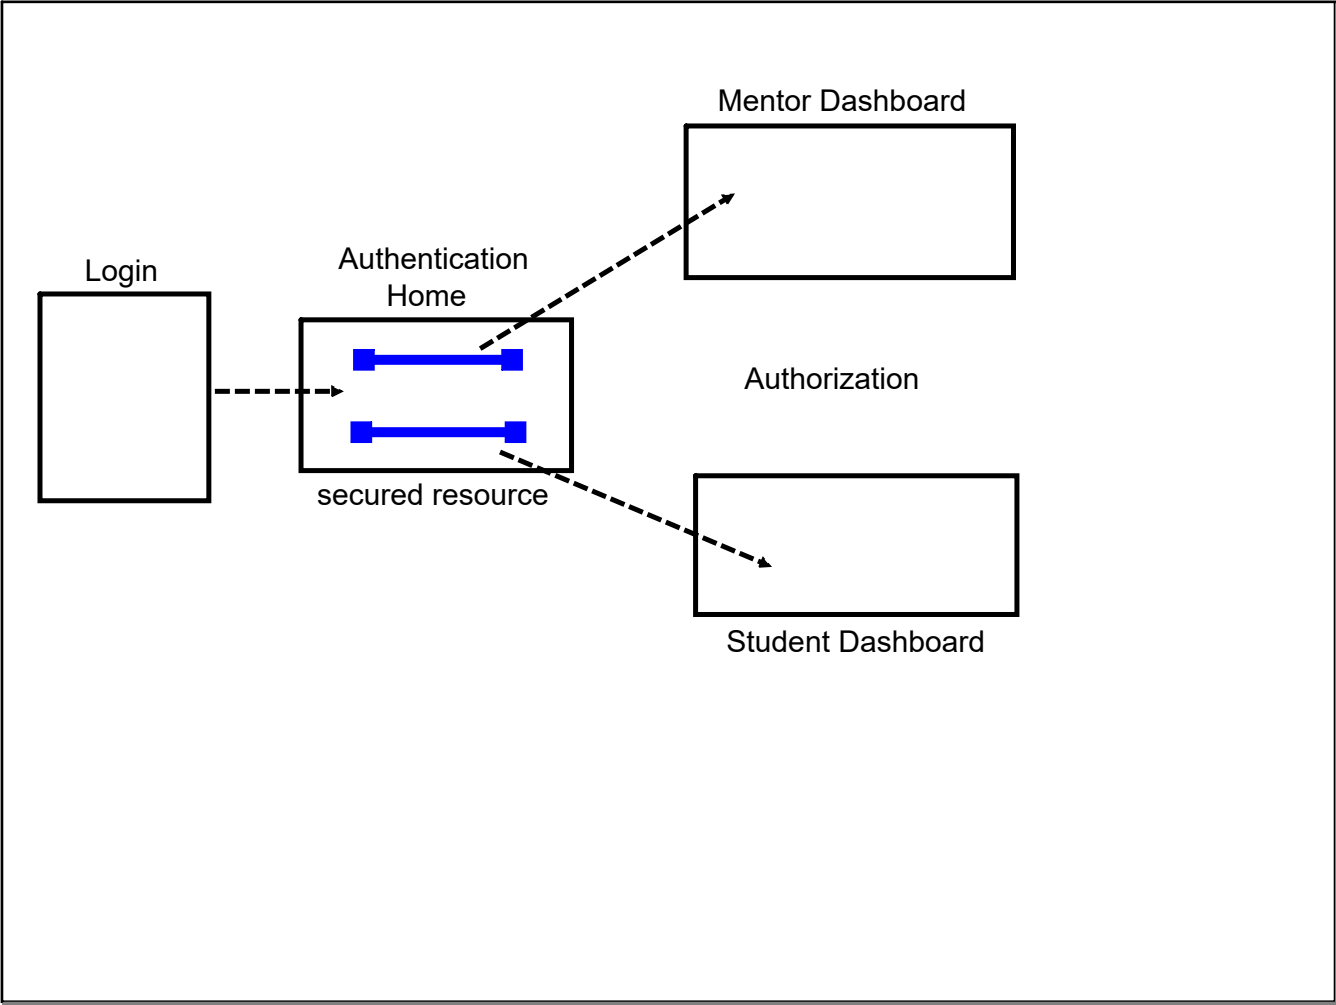 Mentor Dashboard
Authentication
Home
Login
Authorization
secured resource
Student Dashboard